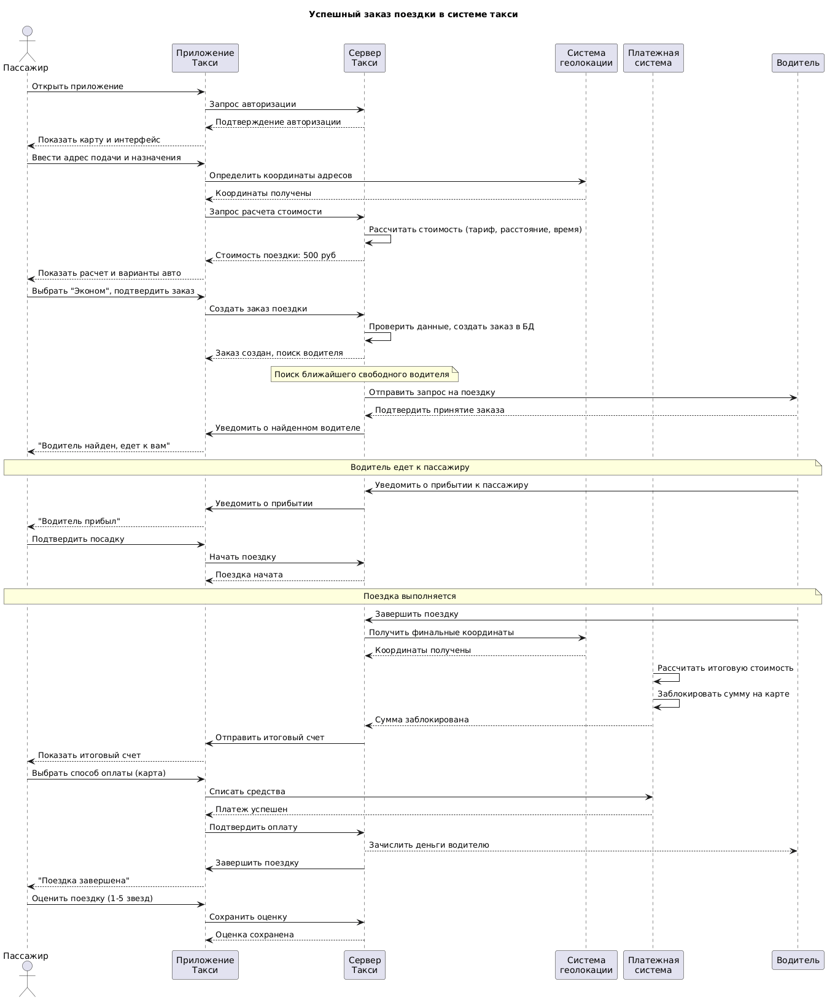 Успешный заказ поездки в системе такси
Пассажир
Приложение
Такси
Сервер
Такси
Система
геолокации
Платежная
система
Водитель
Открыть приложение
Запрос авторизации
Подтверждение авторизации
Показать карту и интерфейс
Ввести адрес подачи и назначения
Определить координаты адресов
Координаты получены
Запрос расчета стоимости
Рассчитать стоимость (тариф, расстояние, время)
Стоимость поездки: 500 руб
Показать расчет и варианты авто
Выбрать "Эконом", подтвердить заказ
Создать заказ поездки
Проверить данные, создать заказ в БД
Заказ создан, поиск водителя
Поиск ближайшего свободного водителя
Отправить запрос на поездку
Подтвердить принятие заказа
Уведомить о найденном водителе
"Водитель найден, едет к вам"
Водитель едет к пассажиру
Уведомить о прибытии к пассажиру
Уведомить о прибытии
"Водитель прибыл"
Подтвердить посадку
Начать поездку
Поездка начата
Поездка выполняется
Завершить поездку
Получить финальные координаты
Координаты получены
Рассчитать итоговую стоимость
Заблокировать сумму на карте
Сумма заблокирована
Отправить итоговый счет
Показать итоговый счет
Выбрать способ оплаты (карта)
Списать средства
Платеж успешен
Подтвердить оплату
Зачислить деньги водителю
Завершить поездку
"Поездка завершена"
Оценить поездку (1-5 звезд)
Сохранить оценку
Оценка сохранена
Пассажир
Приложение
Такси
Сервер
Такси
Система
геолокации
Платежная
система
Водитель